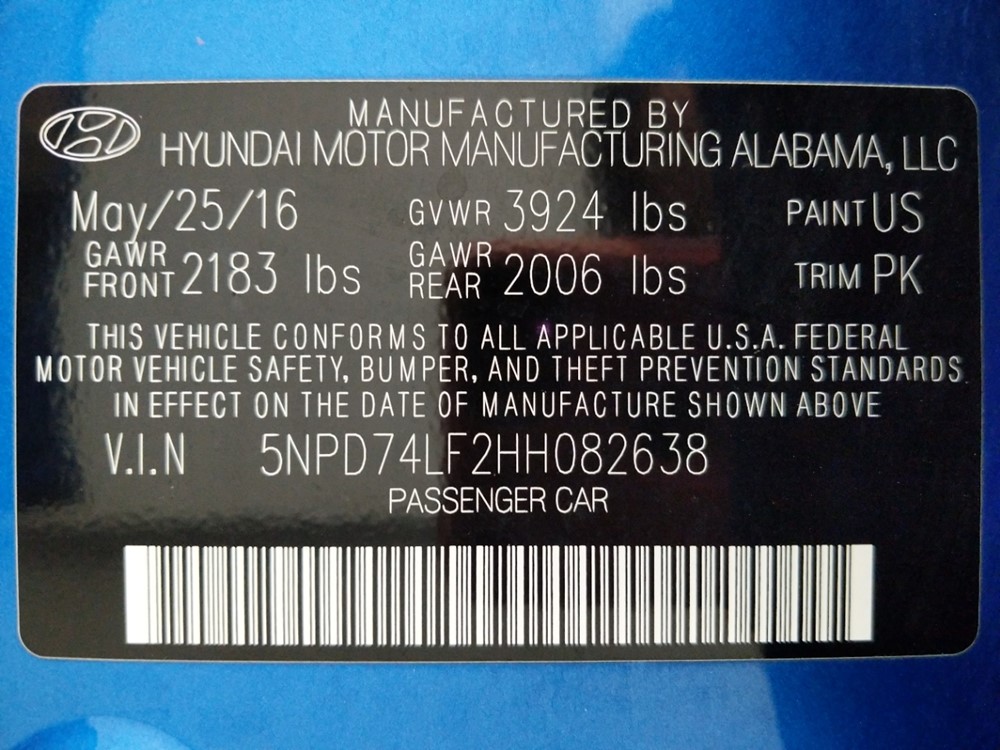 MANUFACTURED BY
HYUNDAI MOTOR MANUFACTURING ALABAMA, LLC
May/25/16 GVWR 3924 lbs PAINT US
GAWR FRONT 2183 lbs GAWR REAR 2006 lbs TRIM PK
THIS VEHICLE CONFORMS TO ALL APPLICABLE U.S.A. FEDERAL
MOTOR VEHICLE SAFETY, BUMPER, AND THEFT PREVENTION STANDARDS
IN EFFECT ON THE DATE OF MANUFACTURE SHOWN ABOVE
V.I.N 5NPD74LF2HH082638
PASSENGER CAR